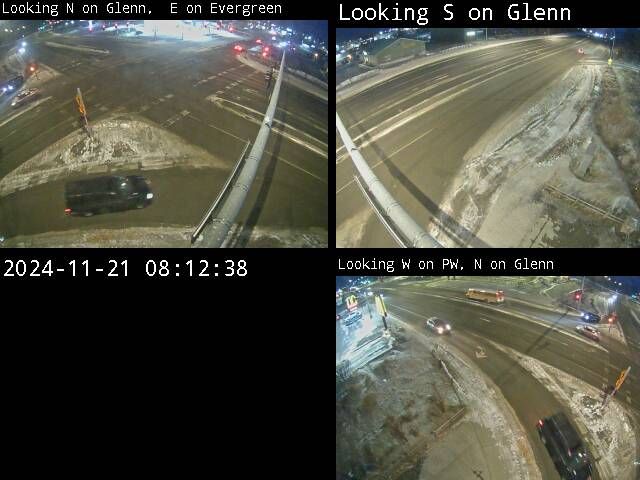 Looking N on Glenn, E on Evergreen
Looking S on Glenn
2024-11-21 08:12:38
Looking W on PW, N on Glenn